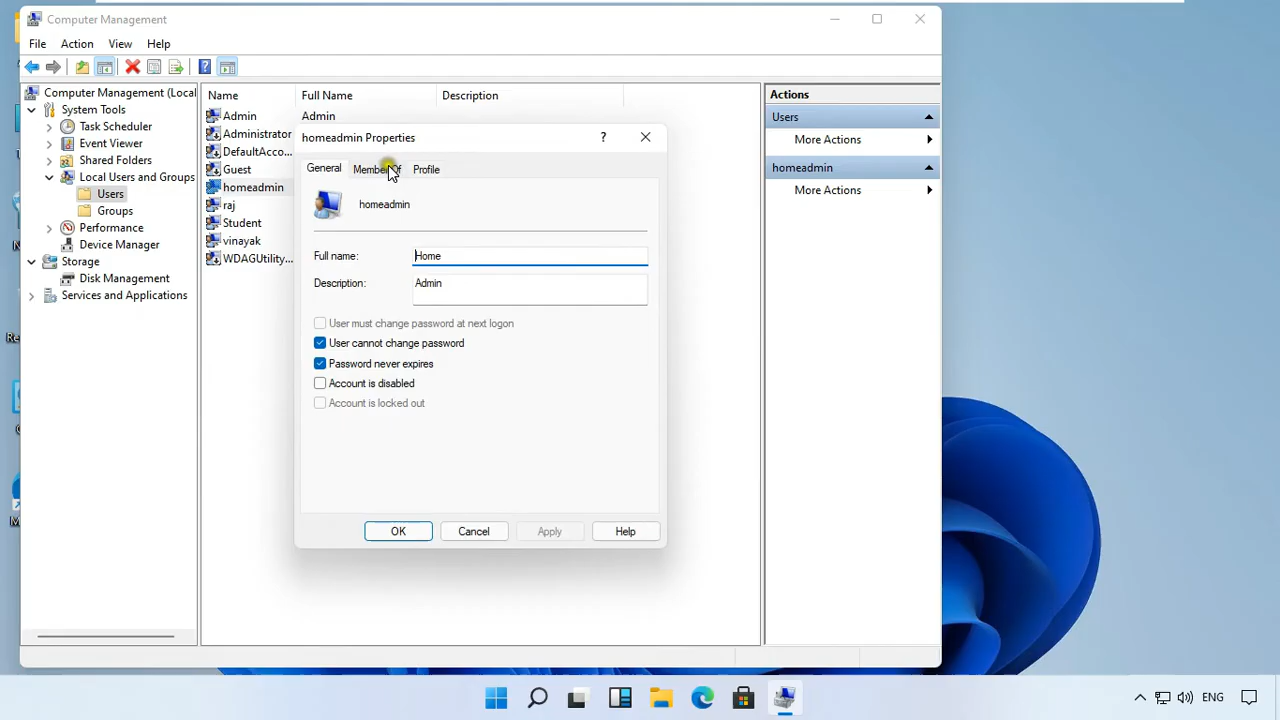 Computer Management
File Action View Help
Computer Management (Local
System Tools
Task Scheduler
Event Viewer
Shared Folders
Local Users and Groups
Users
Groups
Performance
Device Manager
Storage
Disk Management
Services and Applications
Name Full Name Description
Admin Admin
Administrator
DefaultAcco...
Guest
homeadmin
raj
Student
vinayak
WDAGUtility...
homeadmin Properties
General Member Of Profile
homeadmin
Full name: Home
Description: Admin
User must change password at next logon
User cannot change password
Password never expires
Account is disabled
Account is locked out
OK Cancel Apply Help
Actions
Users
More Actions
homeadmin
More Actions
ENG